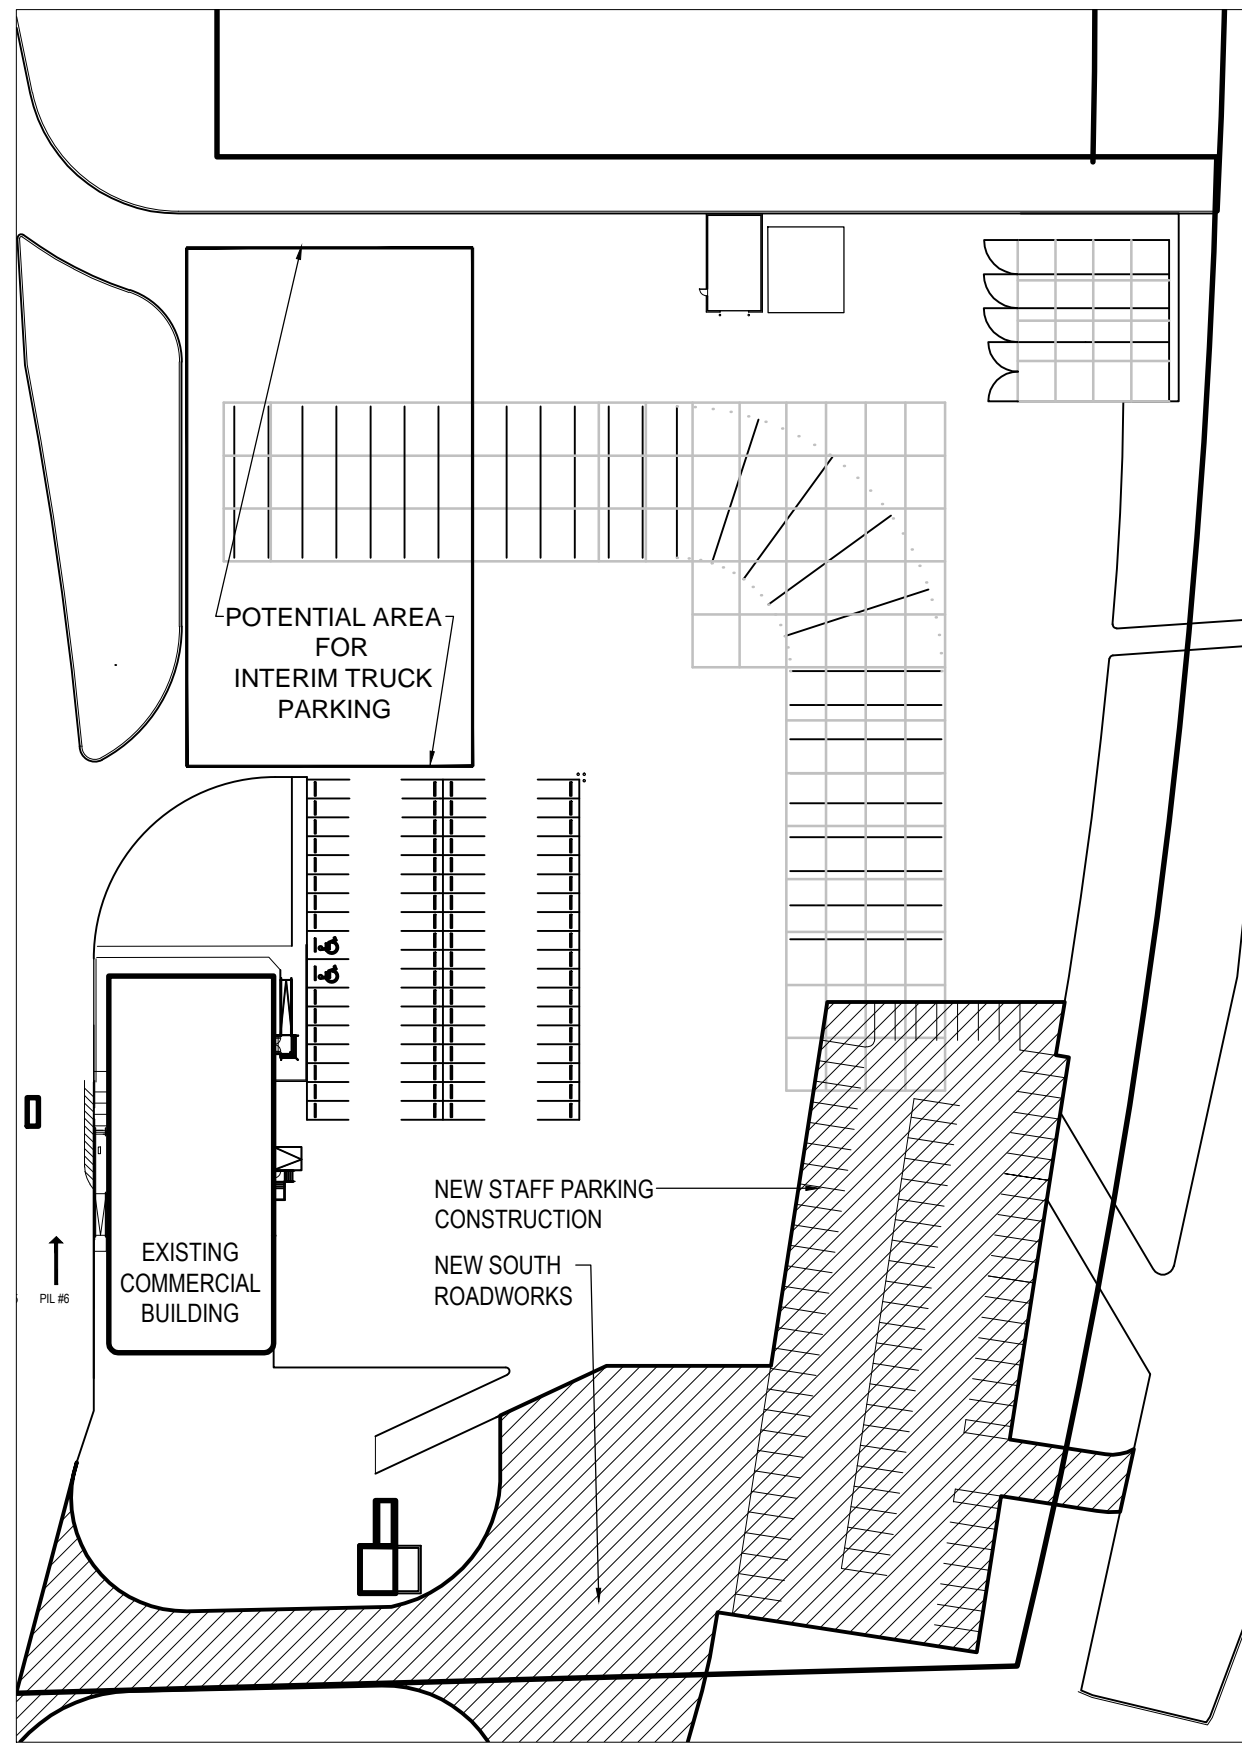 POTENTIAL AREA
FOR
INTERIM TRUCK
PARKING
NEW STAFF PARKING
CONSTRUCTION
NEW SOUTH
ROADWORKS
EXISTING
COMMERCIAL
BUILDING
PIL #6